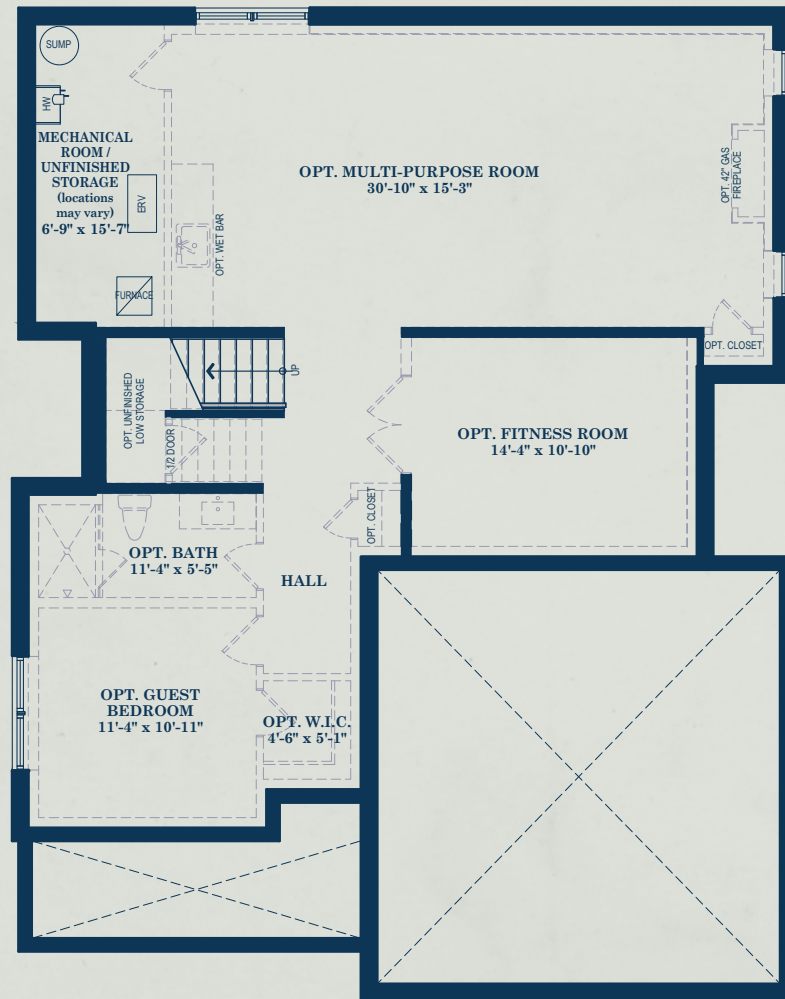 SUMP
HW
MECHANICAL
ROOM /
UNFINISHED
STORAGE
(locations
may vary)
6'-9" x 15'-7"
ERV
FURNACE
OPT. WET BAR
OPT. MULTI-PURPOSE ROOM
30'-10" x 15'-3"
OPT. 42" GAS
FIREPLACE
OPT. CLOSET
UP
OPT. UNFINISHED
LOW STORAGE
1/2 DOOR
OPT. FITNESS ROOM
14'-4" x 10'-10"
OPT. CLOSET
OPT. BATH
11'-4" x 5'-5"
HALL
OPT. GUEST
BEDROOM
11'-4" x 10'-11"
OPT. W.I.C.
4'-6" x 5'-1"